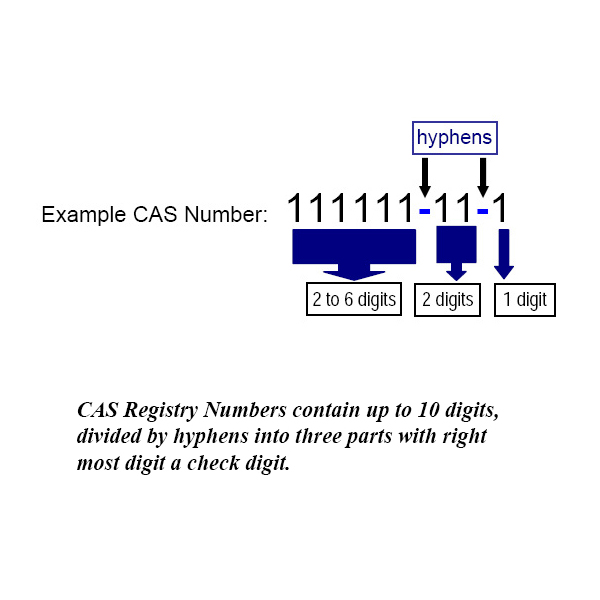 hyphens
Example CAS Number: 111111-11-1
2 to 6 digits 2 digits 1 digit
CAS Registry Numbers contain up to 10 digits,
divided by hyphens into three parts with right
most digit a check digit.